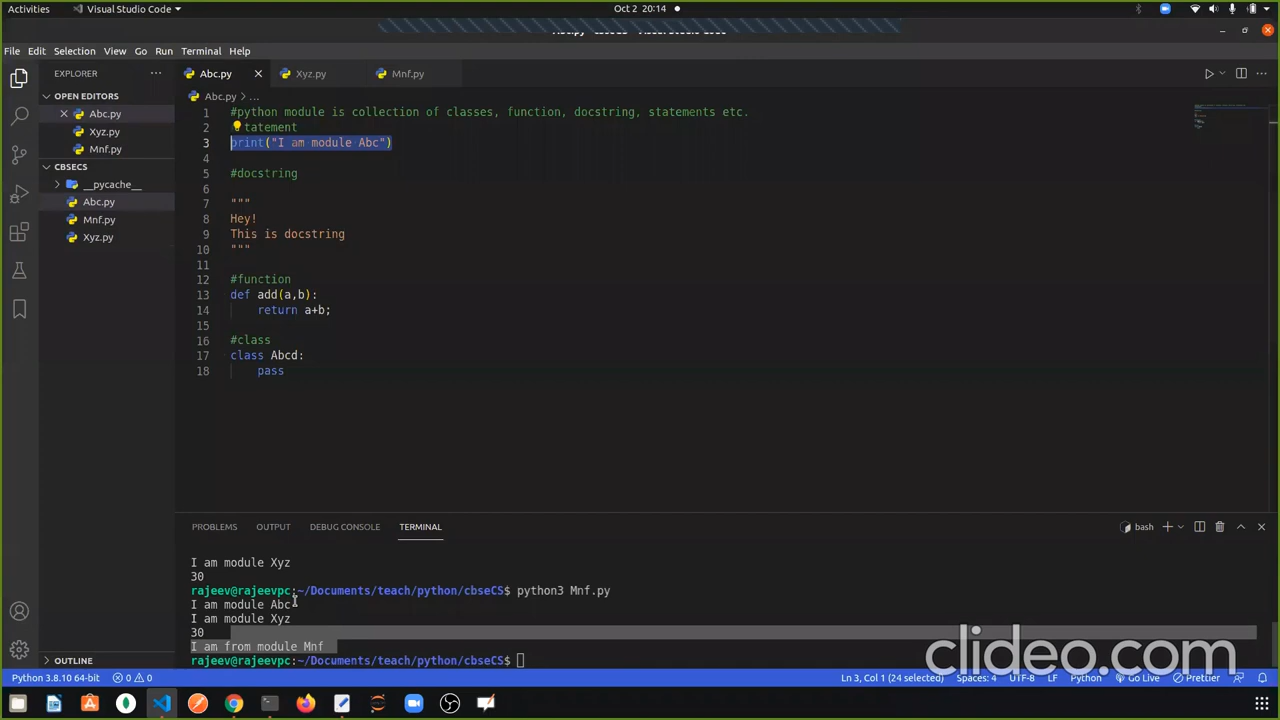 Activities
Visual Studio Code
Oct 2 20:14
File Edit Selection View Go Run Terminal Help
EXPLORER
Abc.py
Xyz.py
Mnf.py
OPEN EDITORS
Abc.py
Xyz.py
Mnf.py
CBSECS
__pycache__
Abc.py
Mnf.py
Xyz.py
Abc.py > ...
1 #python module is collection of classes, function, docstring, statements etc.
2 tatement
3 print("I am module Abc")
4
5 #docstring
6
7 """
8 Hey!
9 This is docstring
10 """
11
12 #function
13 def add(a,b):
14 return a+b;
15
16 #class
17 class Abcd:
18 pass
PROBLEMS OUTPUT DEBUG CONSOLE TERMINAL
bash
I am module Xyz
30
rajeev@rajeevpc:~/Documents/teach/python/cbseCS$ python3 Mnf.py
I am module Abc
I am module Xyz
30
I am from module Mnf
rajeev@rajeevpc:~/Documents/teach/python/cbseCS$
OUTLINE
clideo.com
Python 3.8.10 64-bit 0 0
Ln 3, Col 1 (24 selected) Spaces: 4 UTF-8 LF Python Go Live Prettier